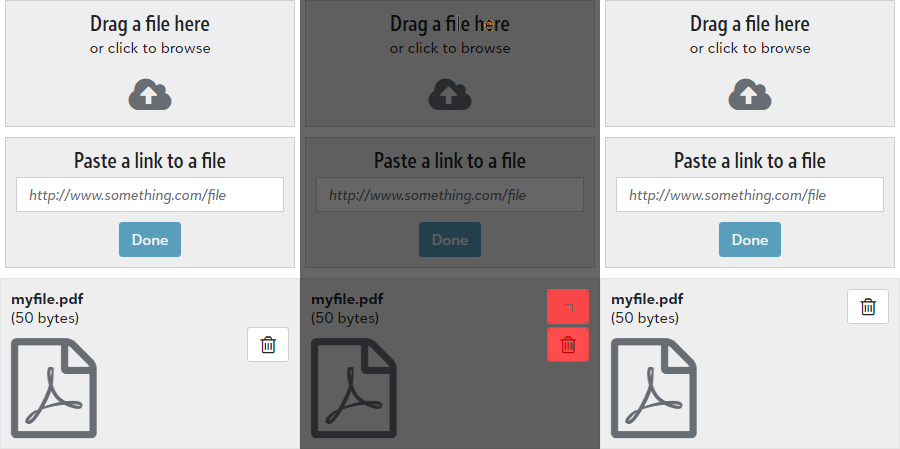 Drag a file here
or click to browse
Paste a link to a file
http://www.something.com/file
Done
myfile.pdf
(50 bytes)
Drag a file here
or click to browse
Paste a link to a file
http://www.something.com/file
Done
myfile.pdf
(50 bytes)
Drag a file here
or click to browse
Paste a link to a file
http://www.something.com/file
Done
myfile.pdf
(50 bytes)